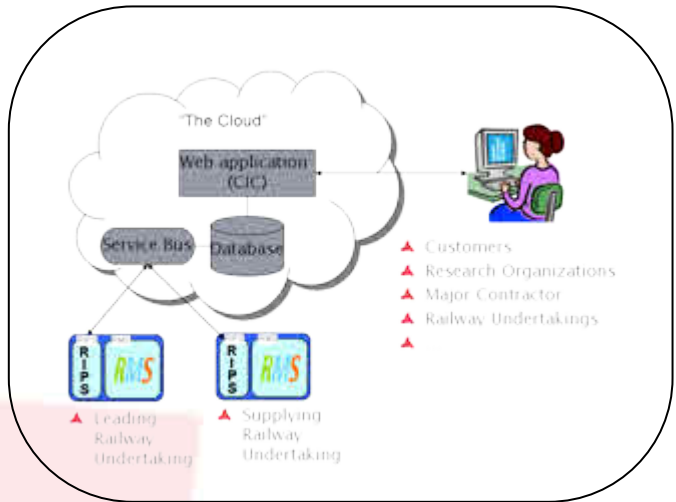 "The Cloud"
Web application
(CIC)
Service Bus
Database
Customers
Research Organizations
Major Contractor
Railway Undertakings
RIPS
RMS
RIPS
RMS
Leading
Railway
Undertaking
Supplying
Railway
Undertaking